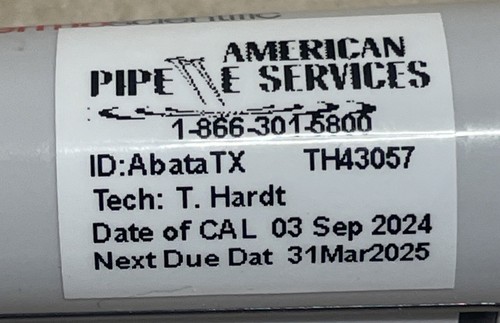 AMERICAN
PIPETTE SERVICES
1-866-301-5800
ID:AbataTX TH43057
Tech: T. Hardt
Date of CAL 03 Sep 2024
Next Due Dat 31Mar2025